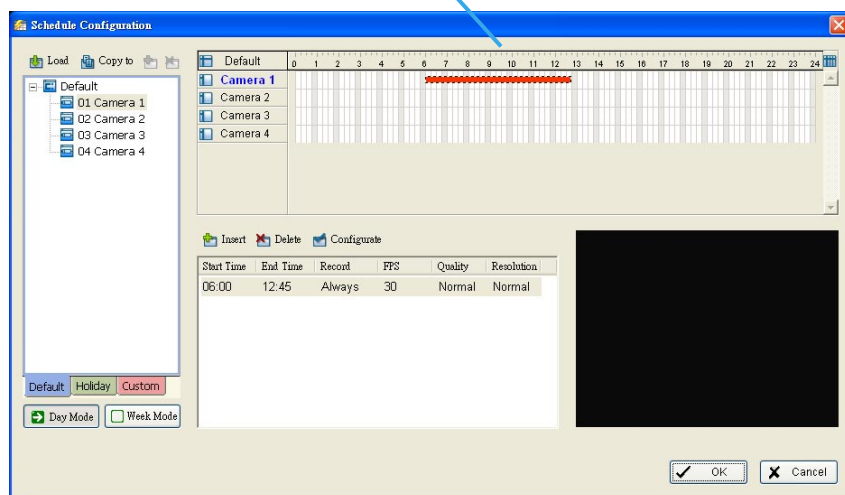 Schedule Configuration
Load Copy to
Default
01 Camera 1
02 Camera 2
03 Camera 3
04 Camera 4
Default Holiday Custom
Day Mode Week Mode
Default 0 1 2 3 4 5 6 7 8 9 10 11 12 13 14 15 16 17 18 19 20 21 22 23 24
Camera 1
Camera 2
Camera 3
Camera 4
Insert Delete Configurate
Start Time End Time Record FPS Quality Resolution
06:00 12:45 Always 30 Normal Normal
OK Cancel